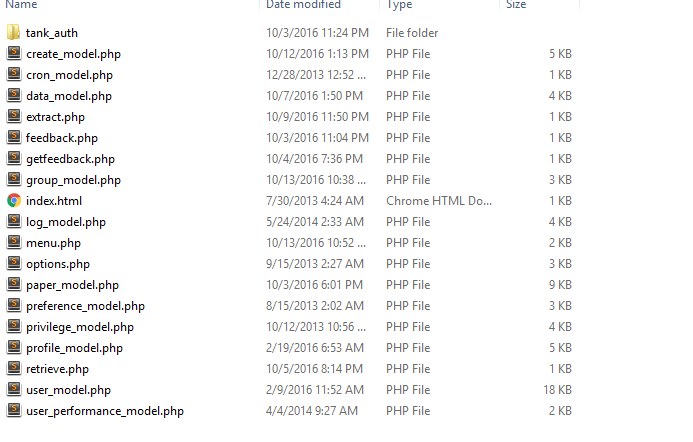 Name Date modified Type Size
tank_auth 10/3/2016 11:24 PM File folder
create_model.php 10/12/2016 1:13 PM PHP File 5 KB
cron_model.php 12/28/2013 12:52 ... PHP File 1 KB
data_model.php 10/7/2016 1:50 PM PHP File 4 KB
extract.php 10/9/2016 11:50 PM PHP File 1 KB
feedback.php 10/3/2016 11:04 PM PHP File 1 KB
getfeedback.php 10/4/2016 7:36 PM PHP File 1 KB
group_model.php 10/13/2016 10:38 ... PHP File 3 KB
index.html 7/30/2013 4:24 AM Chrome HTML Do... 1 KB
log_model.php 5/24/2014 2:33 AM PHP File 4 KB
menu.php 10/13/2016 10:52 ... PHP File 2 KB
options.php 9/15/2013 2:27 AM PHP File 3 KB
paper_model.php 10/3/2016 6:01 PM PHP File 9 KB
preference_model.php 8/15/2013 2:02 AM PHP File 3 KB
privilege_model.php 10/12/2013 10:56 ... PHP File 4 KB
profile_model.php 2/19/2016 6:53 AM PHP File 5 KB
retrieve.php 10/5/2016 8:14 PM PHP File 1 KB
user_model.php 2/9/2016 11:52 AM PHP File 18 KB
user_performance_model.php 4/4/2014 9:27 AM PHP File 2 KB